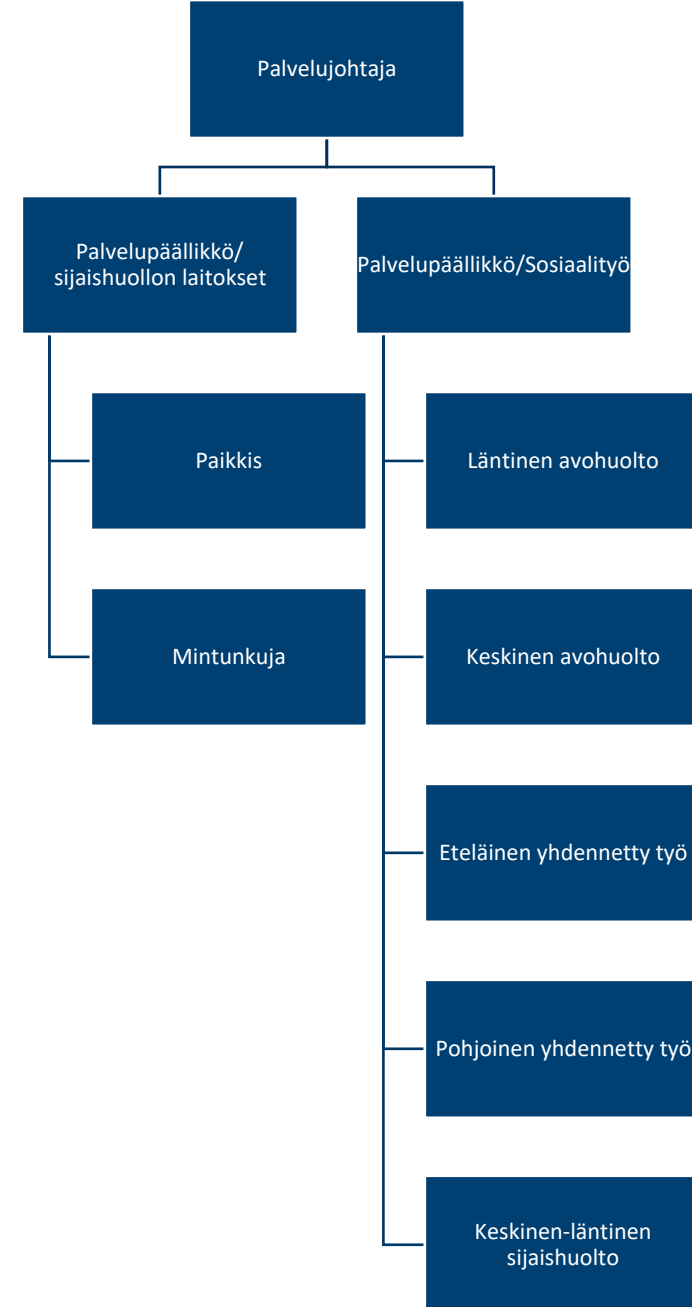 Palvelujohtaja
Palvelupäällikkö/
sijaishuollon laitokset
Palvelupäällikkö/Sosiaalityö
Paikkis
Läntinen avohuolto
Mintunkuja
Keskinen avohuolto
Eteläinen yhdennetty työ
Pohjoinen yhdennetty työ
Keskinen-läntinen
sijaishuolto